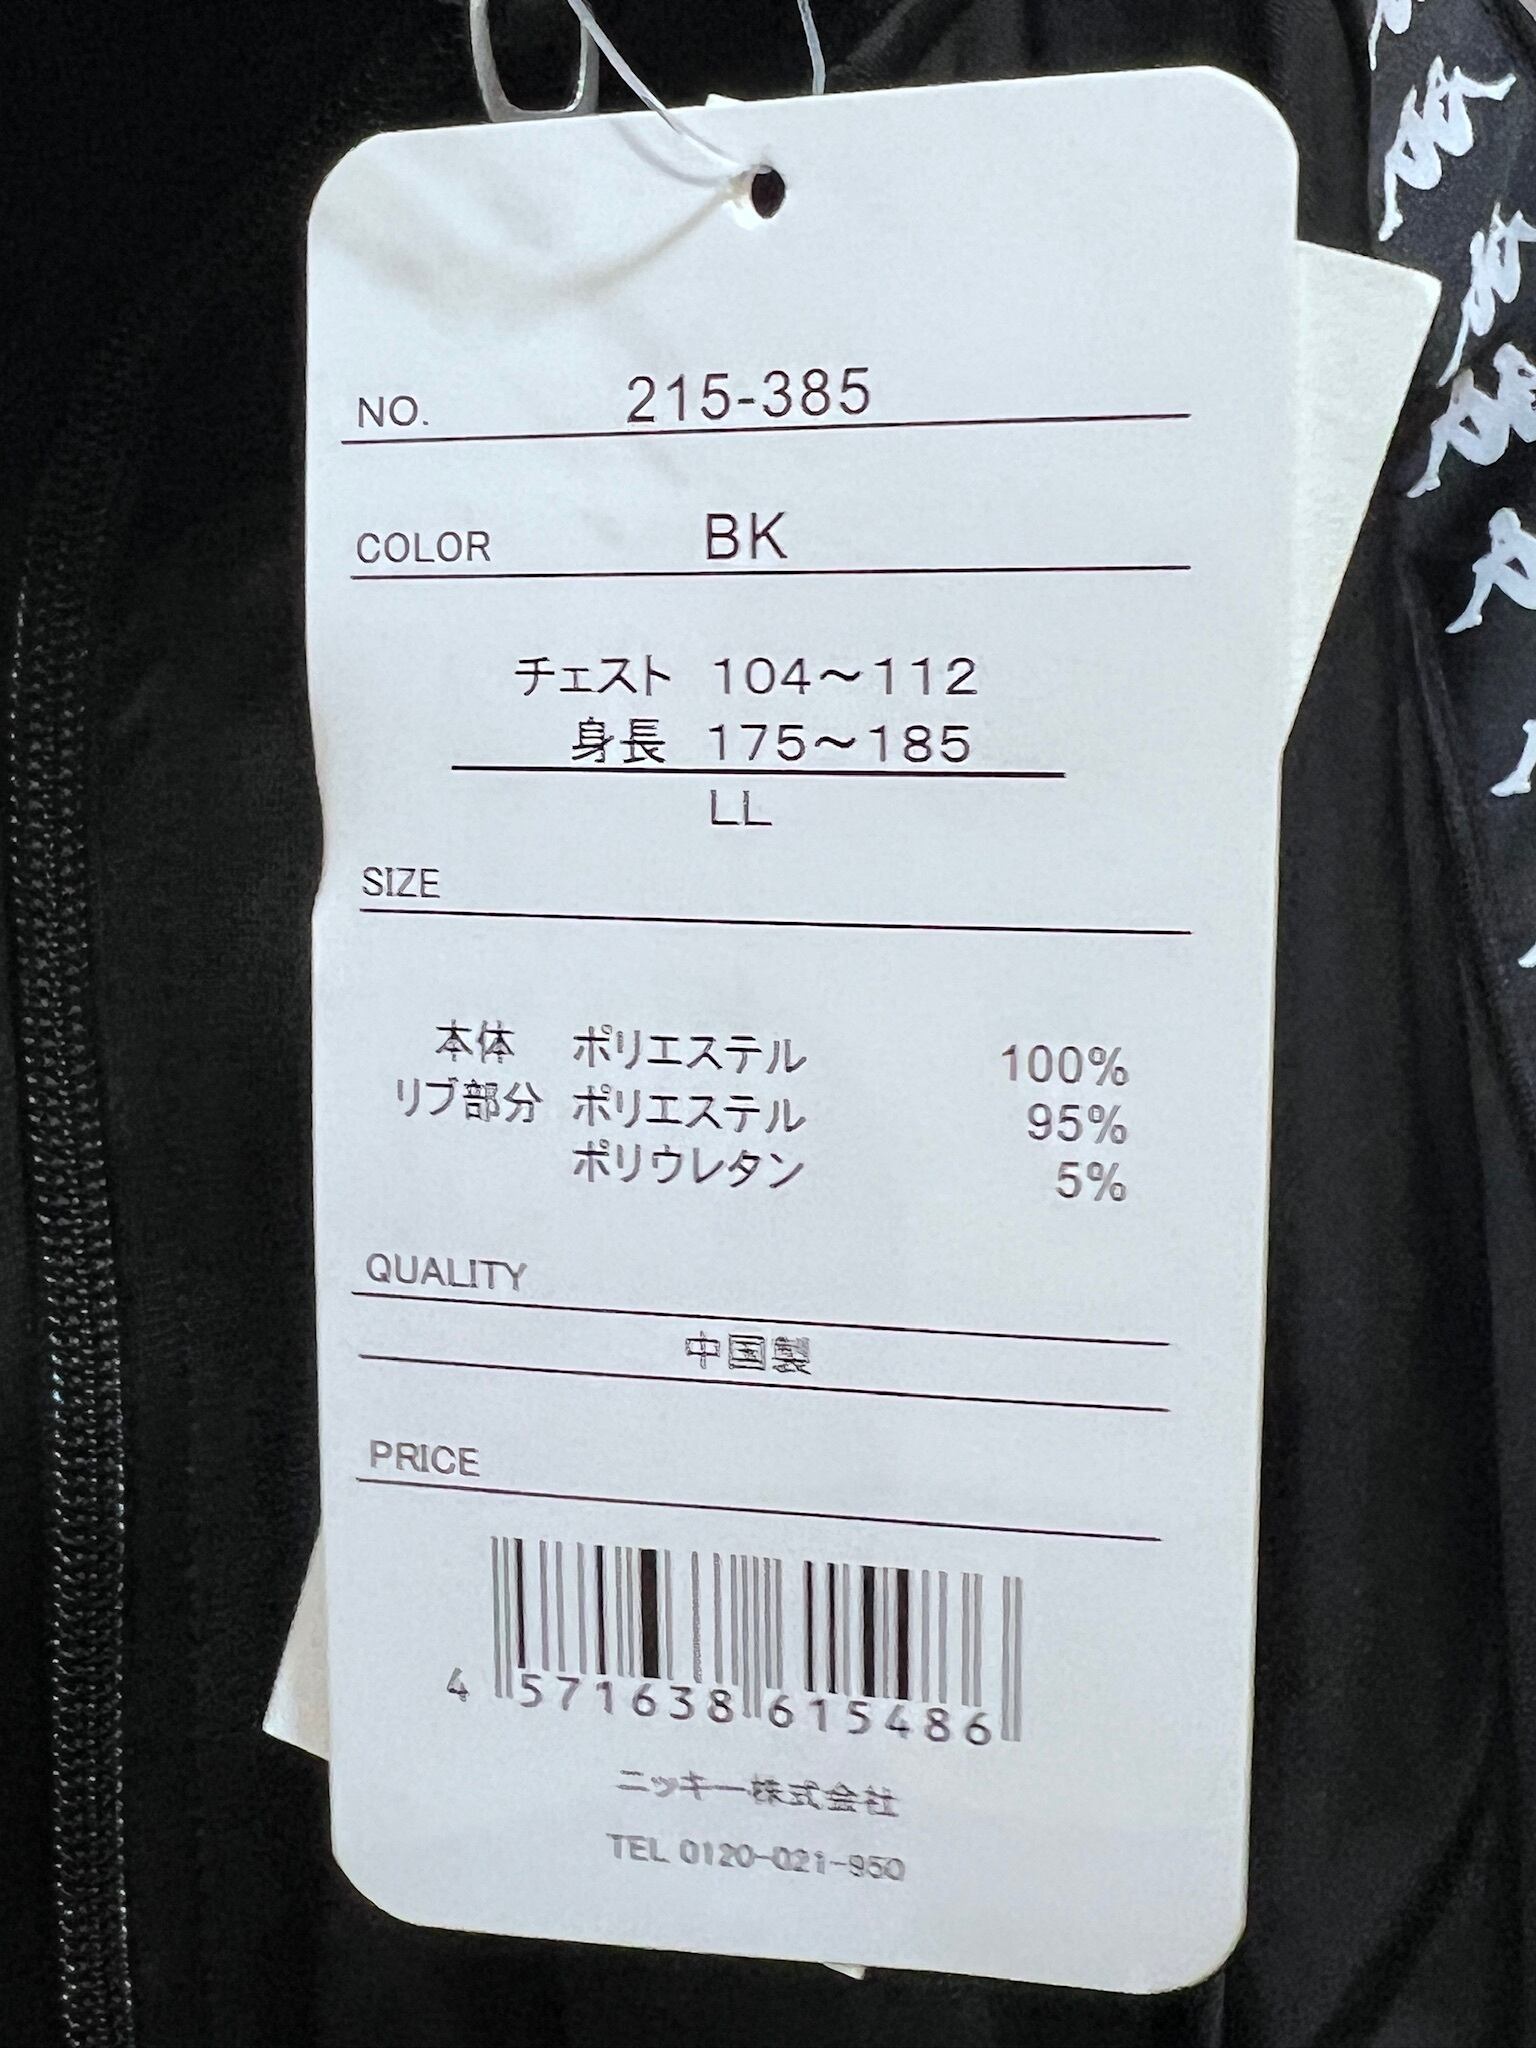 NO. 215-385
COLOR BK
チェスト 104～112
身長 175～185
LL
SIZE
本体 ポリエステル 100%
リブ部分 ポリエステル 95%
ポリウレタン 5%
QUALITY
中国製
PRICE
4 571638 615486
ニッキー株式会社
TEL 0120-021-950